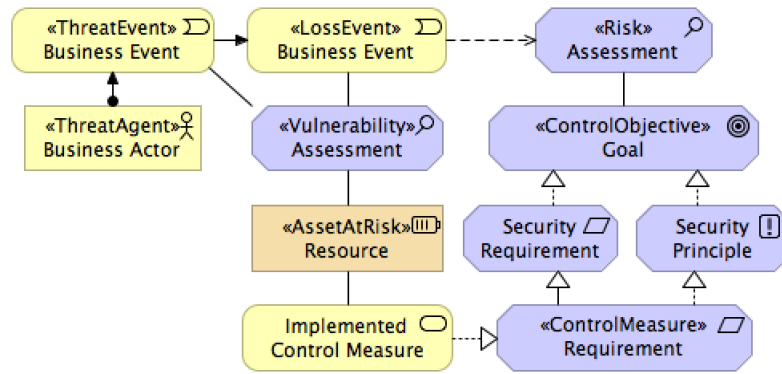 «ThreatEvent»
Business Event
«LossEvent»
Business Event
«Risk»
Assessment
«ThreatAgent»
Business Actor
«Vulnerability»
Assessment
«ControlObjective»
Goal
«AssetAtRisk»
Resource
Security
Requirement
Security
Principle
Implemented
Control Measure
«ControlMeasure»
Requirement